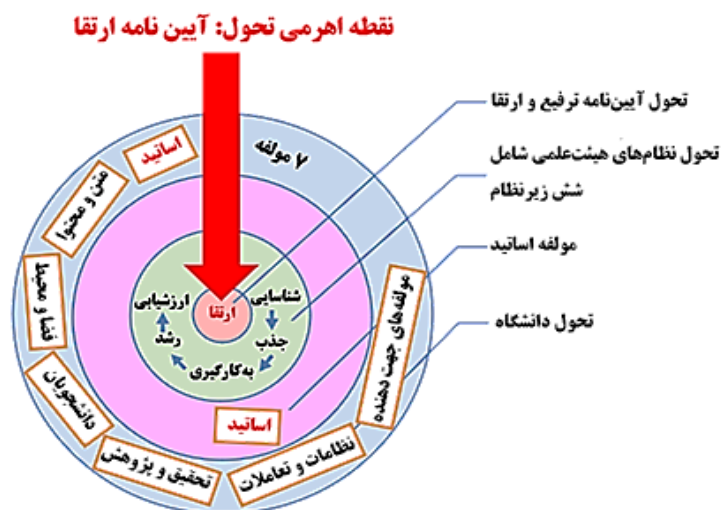 نقطه اهرمی تحول: آیین نامه ارتقا
تحول آیین‌نامه ترفیع و ارتقا
تحول نظام‌های هیئت‌علمی شامل
شش زیرنظام
مولفه اساتید
تحول دانشگاه
۷ مولفه
اساتید
متن و محتوا
فضا و محیط
دانشجویان
تحقیق و پژوهش
نظامات و تعاملات
مولفه‌های جهت دهنده
اساتید
شناسایی
جذب
به‌کارگیری
رشد
ارزشیابی
ارتقا